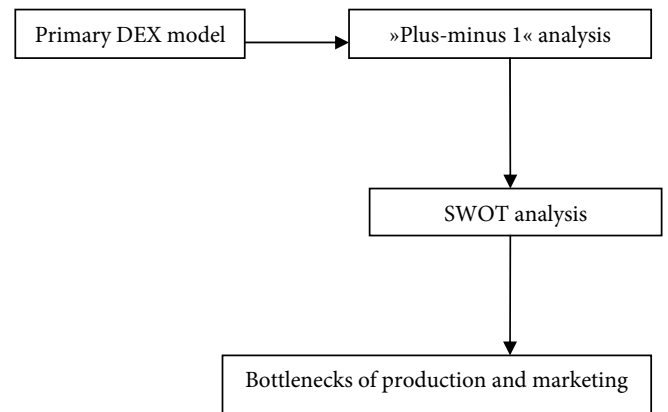 Primary DEX model
»Plus-minus 1« analysis
SWOT analysis
Bottlenecks of production and marketing